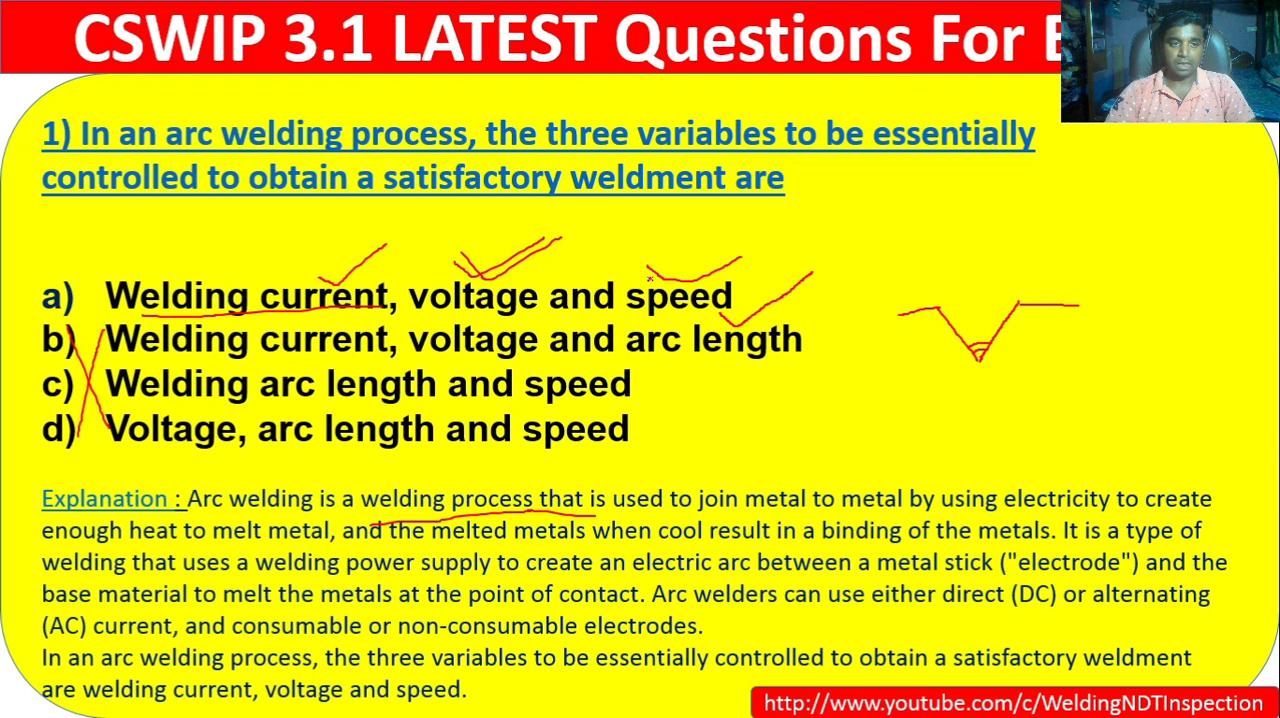 CSWIP 3.1 LATEST Questions For
1) In an arc welding process, the three variables to be essentially
controlled to obtain a satisfactory weldment are
a) Welding current, voltage and speed
b) Welding current, voltage and arc length
c) Welding arc length and speed
d) Voltage, arc length and speed
Explanation : Arc welding is a welding process that is used to join metal to metal by using electricity to create
enough heat to melt metal, and the melted metals when cool result in a binding of the metals. It is a type of
welding that uses a welding power supply to create an electric arc between a metal stick ("electrode") and the
base material to melt the metals at the point of contact. Arc welders can use either direct (DC) or alternating
(AC) current, and consumable or non-consumable electrodes.
In an arc welding process, the three variables to be essentially controlled to obtain a satisfactory weldment
are welding current, voltage and speed.
http://www.youtube.com/c/WeldingNDTInspection